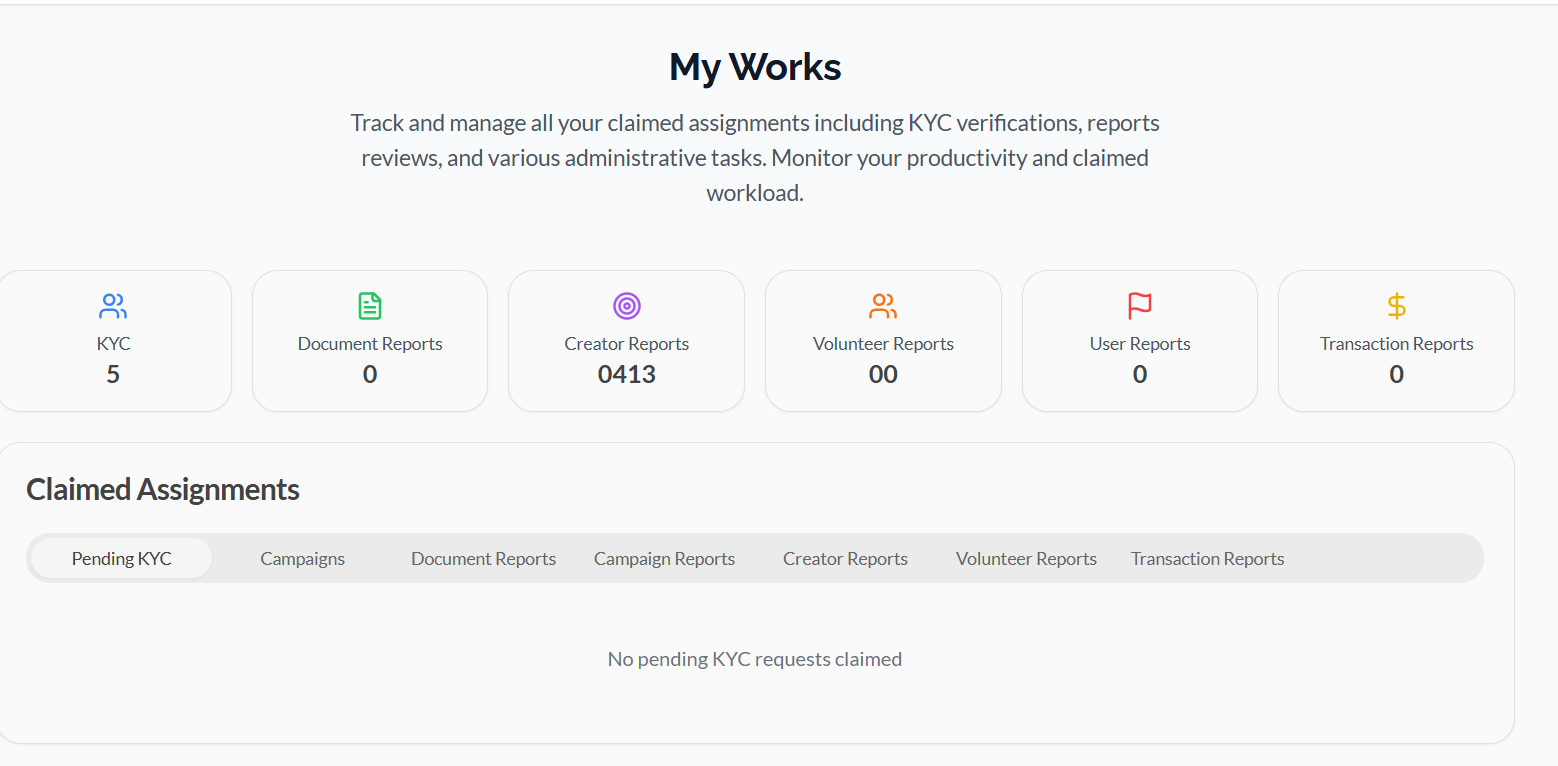 My Works
Track and manage all your claimed assignments including KYC verifications, reports
reviews, and various administrative tasks. Monitor your productivity and claimed
workload.
KYC
5
Document Reports
0
Creator Reports
0413
Volunteer Reports
00
User Reports
0
Transaction Reports
0
Claimed Assignments
Pending KYC Campaigns Document Reports Campaign Reports Creator Reports Volunteer Reports Transaction Reports
No pending KYC requests claimed